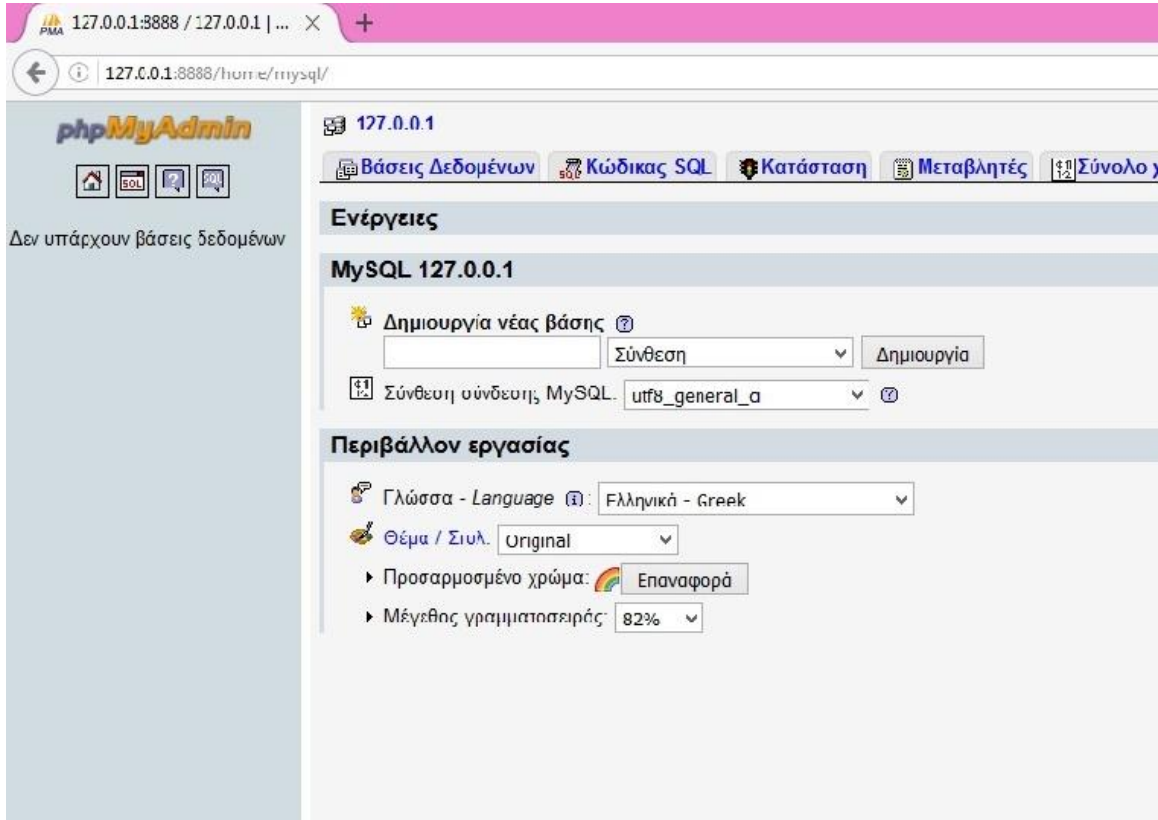 127.0.0.1:8888 / 127.0.0.1 | ...
127.0.0.1:8888/home/mysql/
phpMyAdmin
Δεν υπάρχουν βάσεις δεδομένων
127.0.0.1
Βάσεις Δεδομένων Κώδικας SQL Κατάσταση Μεταβλητές Σύνολο χ
Ενέργειες
MySQL 127.0.0.1
Δημιουργία νέας βάσης
Σύνθεση Δημιουργία
Σύνθεση σύνδεσης MySQL: utf8_general_ci
Περιβάλλον εργασίας
Γλώσσα - Language : Ελληνικά - Greek
Θέμα / Στυλ: Original
Προσαρμοσμένο χρώμα: Επαναφορά
Μέγεθος γραμματοσειράς: 82%